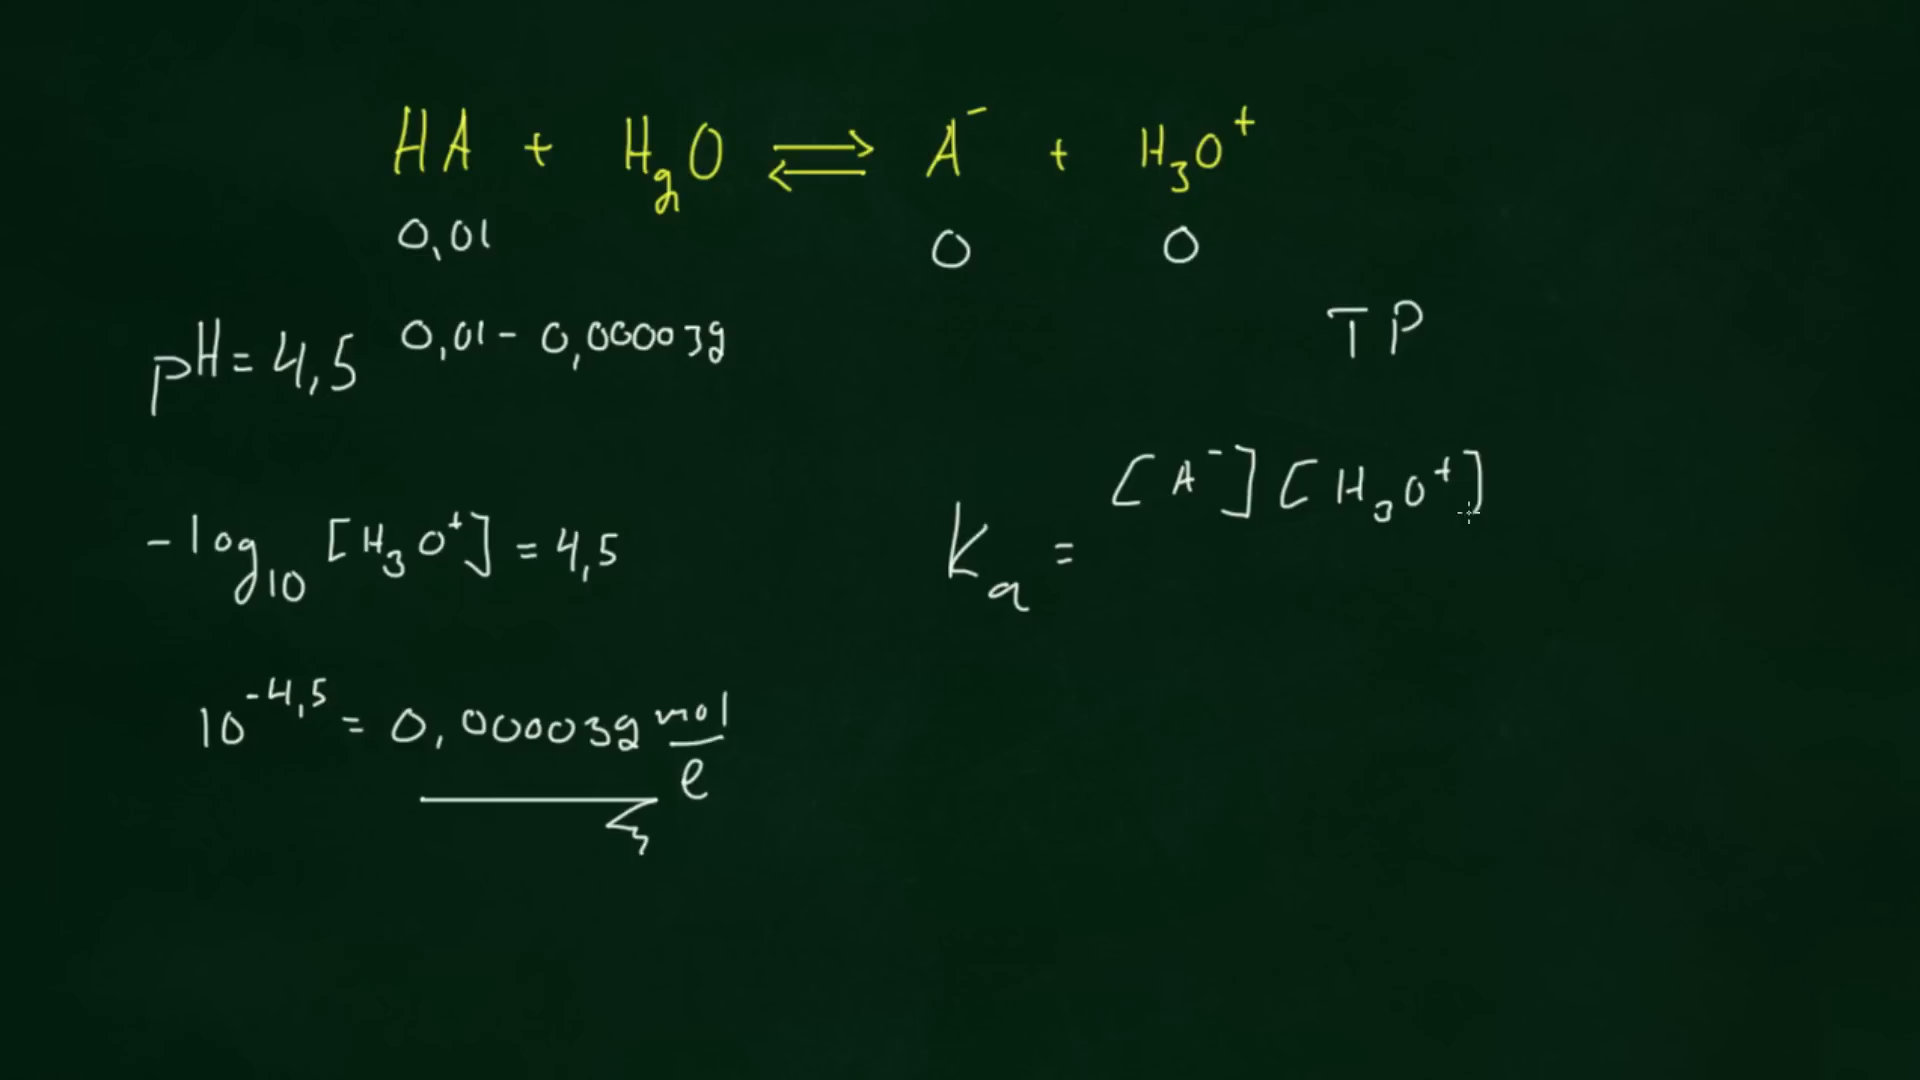 HA + H₂O ⇌ A⁻ + H₃O⁺
0,01 0 0
pH = 4,5 0,01 - 0,000032
TP
-log₁₀ [H₃O⁺] = 4,5
Kₐ = [A⁻][H₃O⁺]
10^-4,5 = 0,000032 mol/ℓ